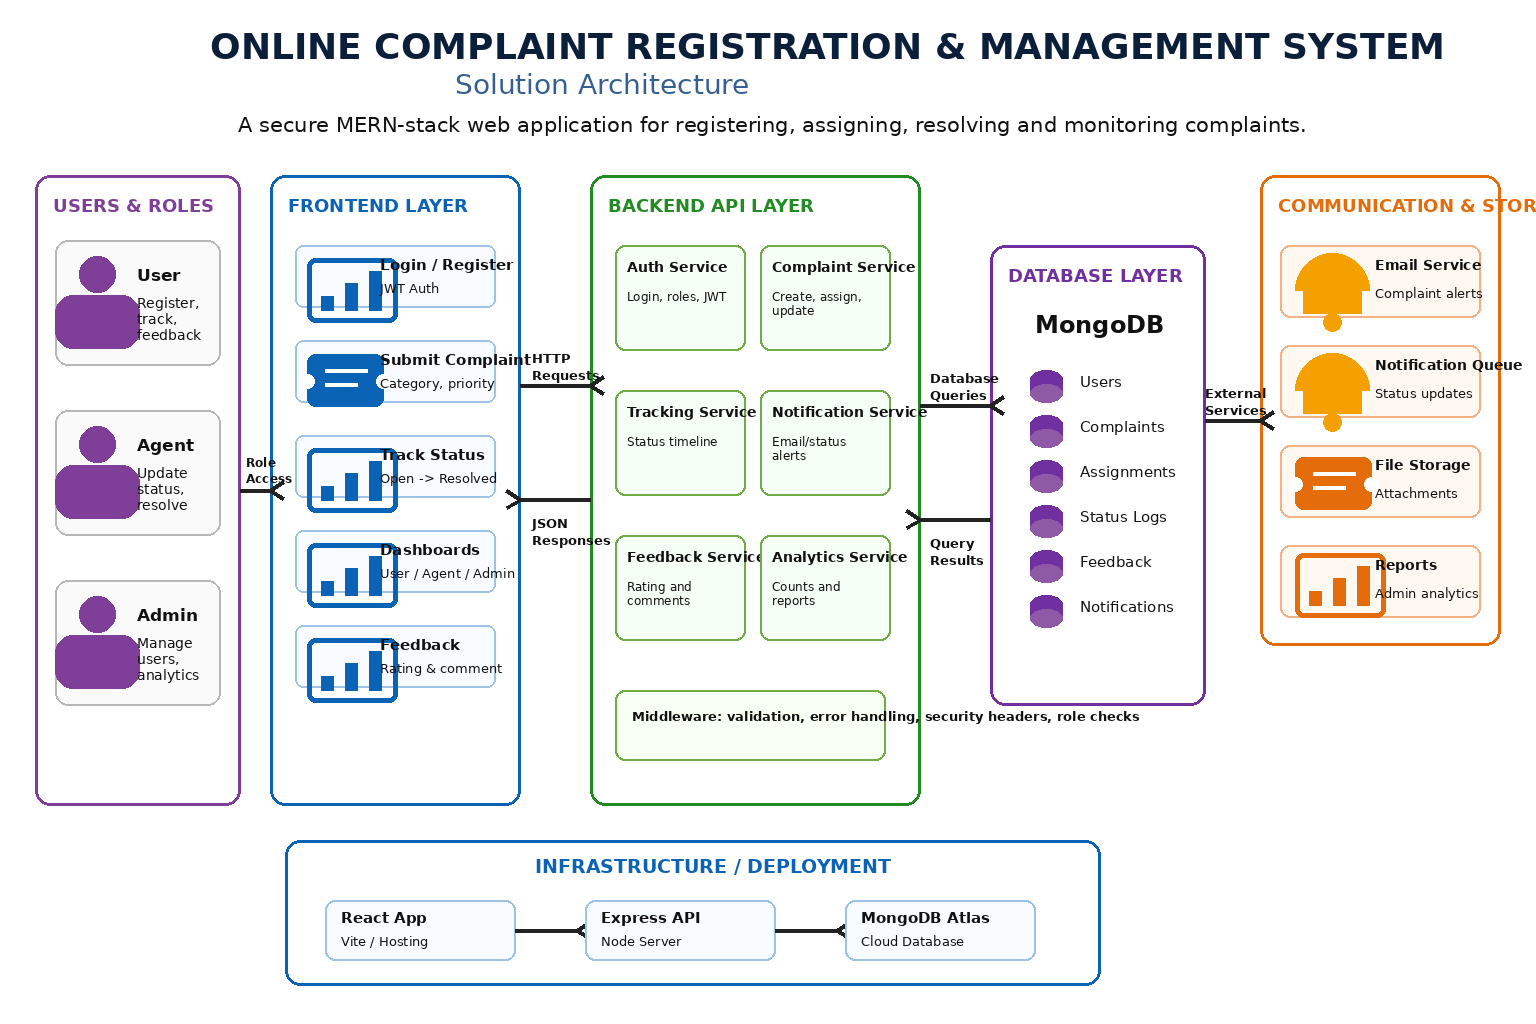 ONLINE COMPLAINT REGISTRATION & MANAGEMENT SYSTEM
Solution Architecture
A secure MERN-stack web application for registering, assigning, resolving and monitoring complaints.
USERS & ROLES
User
Register,
track,
feedback
Agent
Update
status,
resolve
Admin
Manage
users,
analytics
Role
Access
FRONTEND LAYER
Login / Register
JWT Auth
Submit Complaint
Category, priority
Track Status
Open -> Resolved
Dashboards
User / Agent / Admin
Feedback
Rating & comment
HTTP
Requests
JSON
Responses
BACKEND API LAYER
Auth Service
Login, roles, JWT
Complaint Service
Create, assign,
update
Tracking Service
Status timeline
Notification Service
Email/status
alerts
Feedback Service
Rating and
comments
Analytics Service
Counts and
reports
Middleware: validation, error handling, security headers, role checks
Database
Queries
Query
Results
DATABASE LAYER
MongoDB
Users
Complaints
Assignments
Status Logs
Feedback
Notifications
External
Services
COMMUNICATION & STOR
Email Service
Complaint alerts
Notification Queue
Status updates
File Storage
Attachments
Reports
Admin analytics
INFRASTRUCTURE / DEPLOYMENT
React App
Vite / Hosting
Express API
Node Server
MongoDB Atlas
Cloud Database